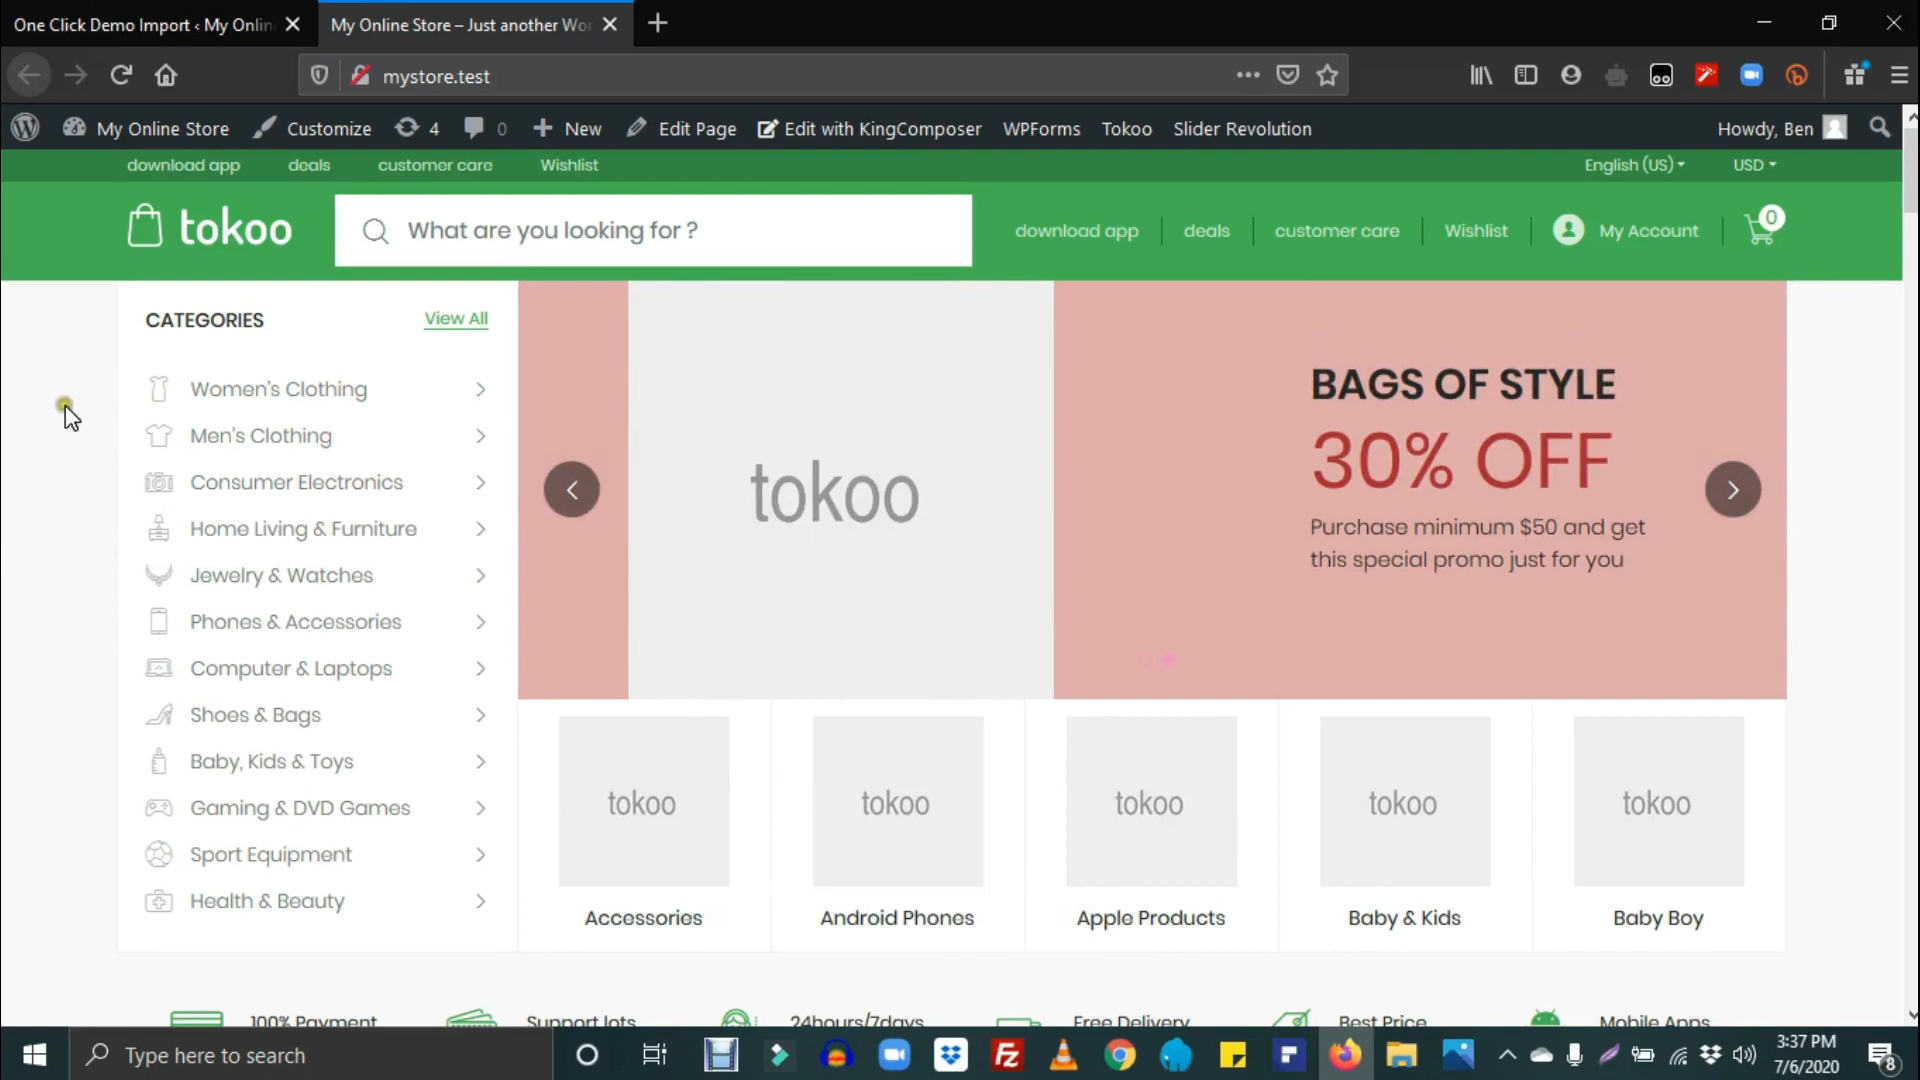 One Click Demo Import ‹ My Onlin
My Online Store – Just another Wor
mystore.test
My Online Store
Customize
4
0
New
Edit Page
Edit with KingComposer
WPForms
Tokoo
Slider Revolution
Howdy, Ben
download app
deals
customer care
Wishlist
English (US)
USD
tokoo
What are you looking for ?
download app
deals
customer care
Wishlist
My Account
0
CATEGORIES
View All
Women's Clothing
Men's Clothing
Consumer Electronics
Home Living & Furniture
Jewelry & Watches
Phones & Accessories
Computer & Laptops
Shoes & Bags
Baby, Kids & Toys
Gaming & DVD Games
Sport Equipment
Health & Beauty
tokoo
BAGS OF STYLE
30% OFF
Purchase minimum $50 and get
this special promo just for you
tokoo
tokoo
tokoo
tokoo
tokoo
Accessories
Android Phones
Apple Products
Baby & Kids
Baby Boy
100% Payment
Support lots
24hours/7days
Free Delivery
Best Price
Mobile Apps
Type here to search
Fz
3:37 PM
7/6/2020
8